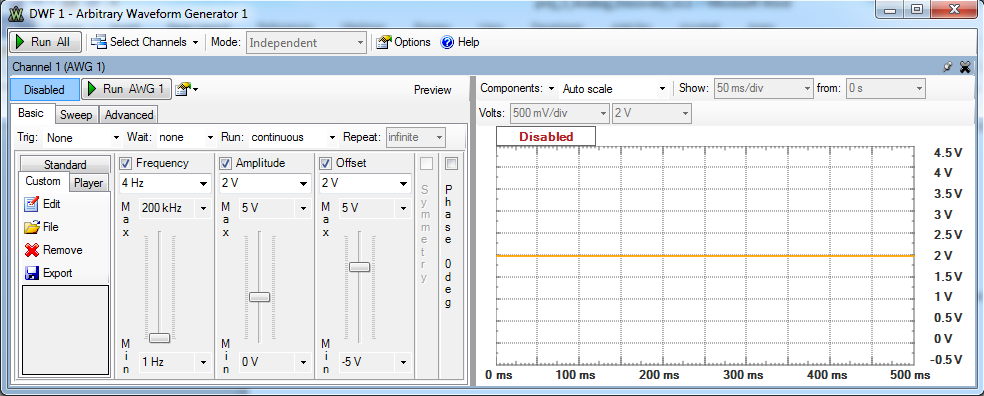 DWF 1 - Arbitrary Waveform Generator 1
Run All Select Channels Mode: Independent Options Help
Channel 1 (AWG 1)
Disabled Run AWG 1 Preview
Basic Sweep Advanced
Trig: None Wait: none Run: continuous Repeat: infinite
Standard
Custom Player
Edit
File
Remove
Export
Frequency
4 Hz
Max 200 kHz
Min 1 Hz
Amplitude
2 V
Max 5 V
Min 0 V
Offset
2 V
Max 5 V
Min -5 V
Symmetry
Phase 0deg
Components: Auto scale Show: 50 ms/div from: 0 s
Volts: 500 mV/div 2 V
Disabled
4.5 V
4 V
3.5 V
3 V
2.5 V
2 V
1.5 V
1 V
0.5 V
0 V
-0.5 V
0 ms 100 ms 200 ms 300 ms 400 ms 500 ms